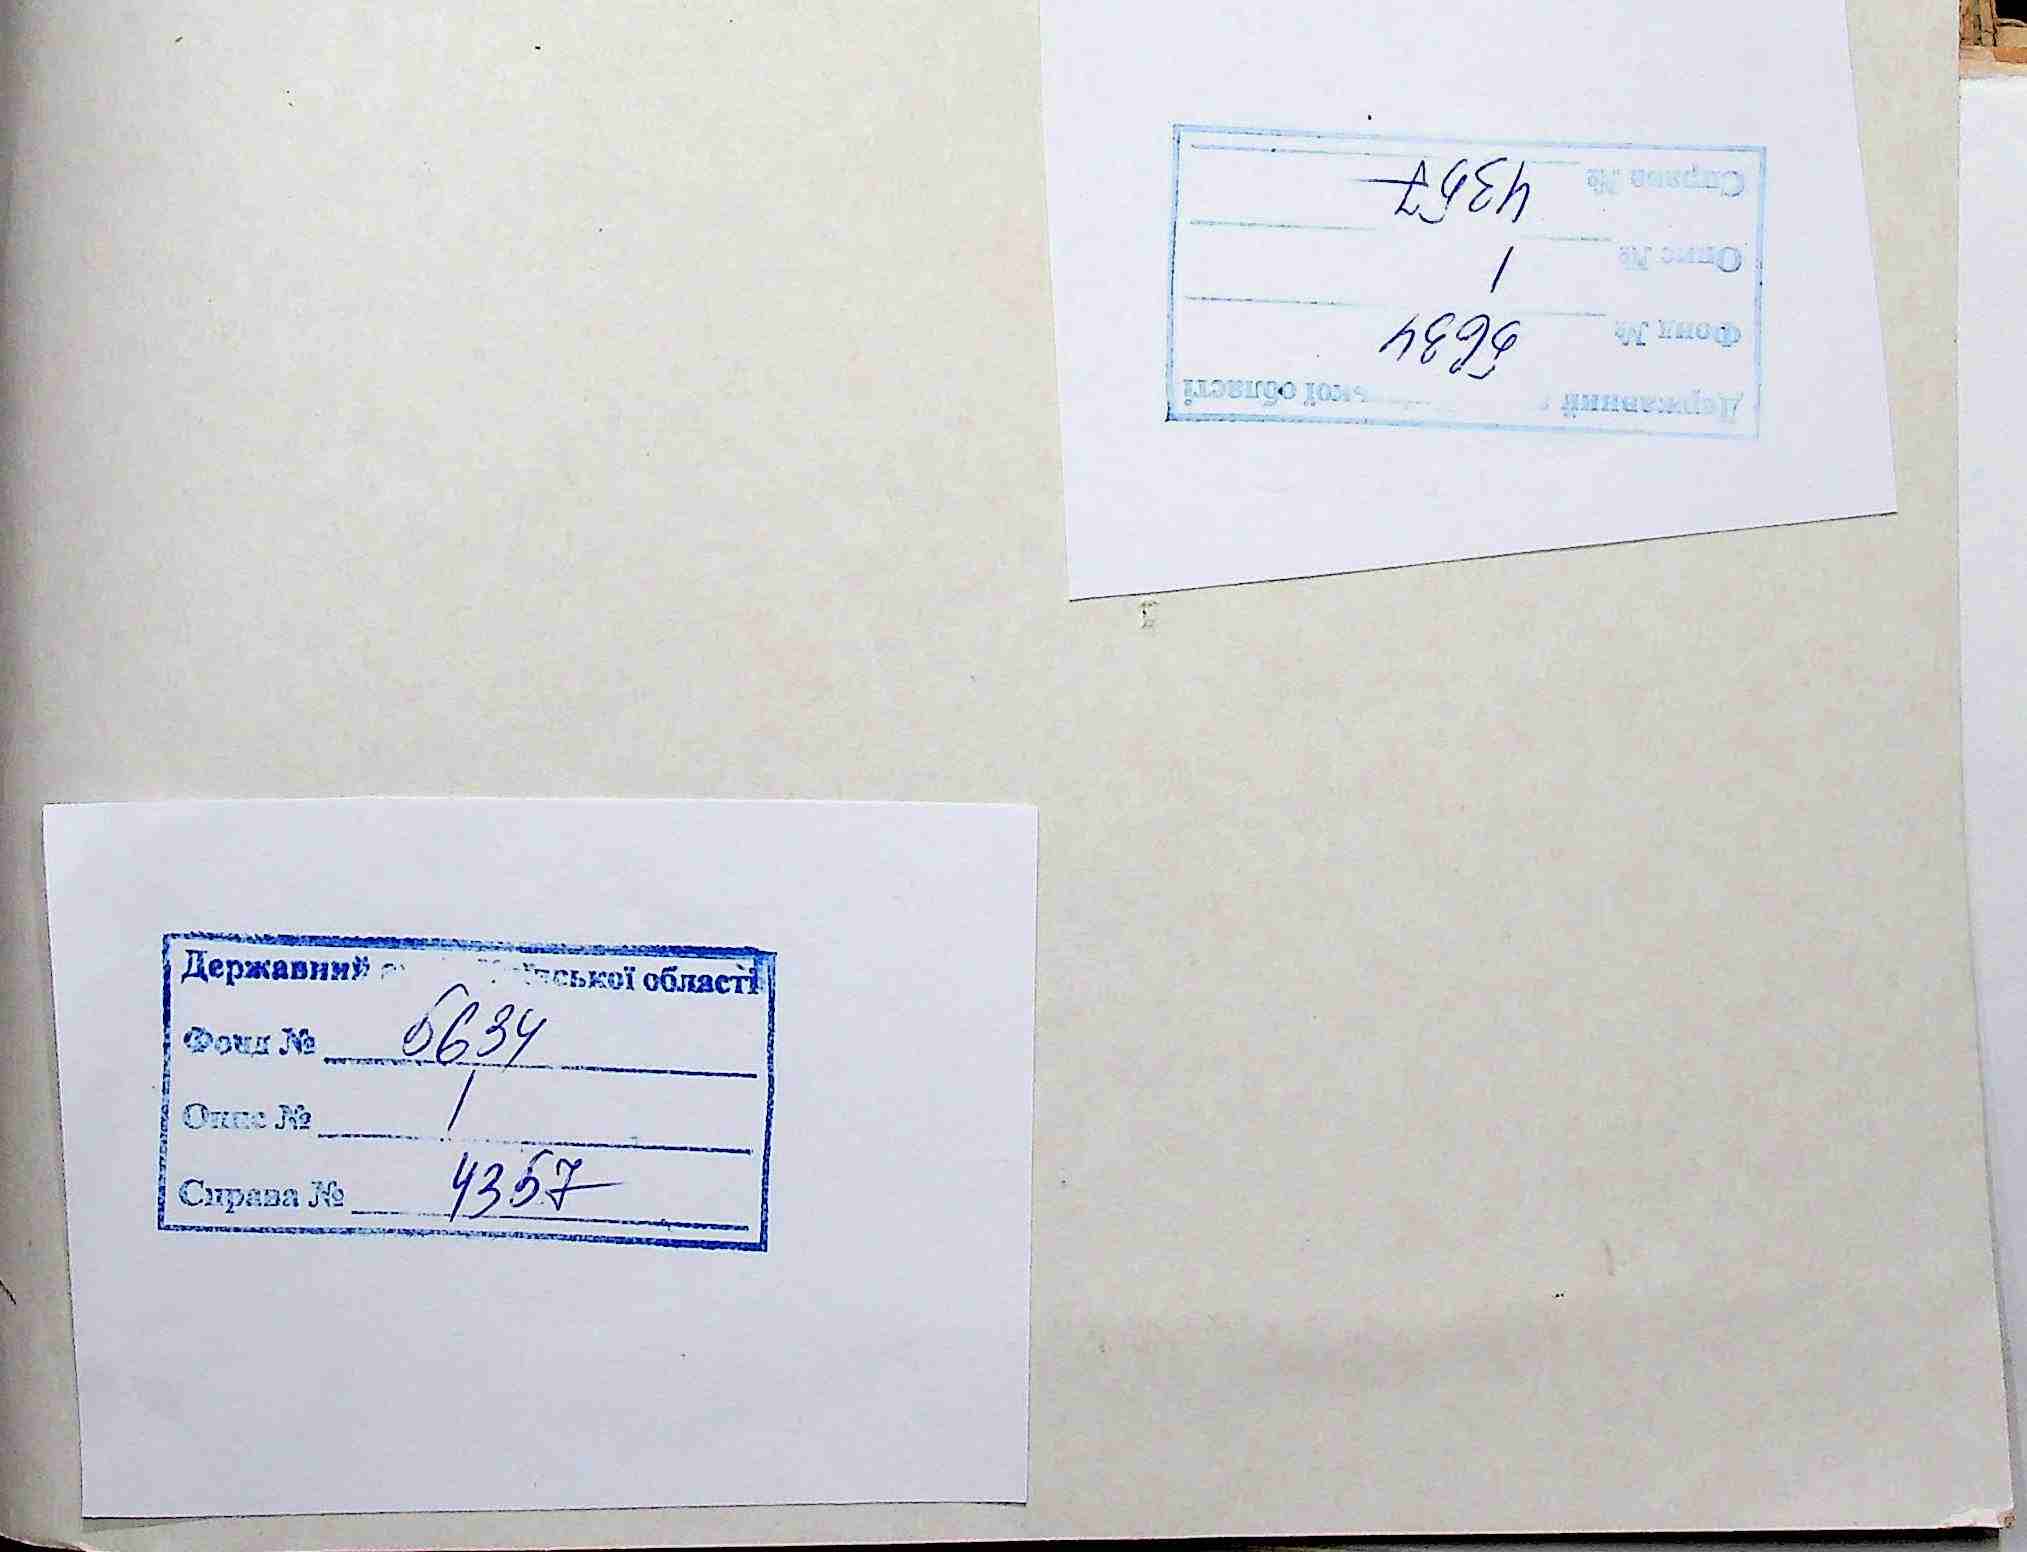 Державний ської області
Фонд № 5634
Опис № 1
Справа № 4357
Державний ської області
Фонд № 5634
Опис № 1
Справа № 4357